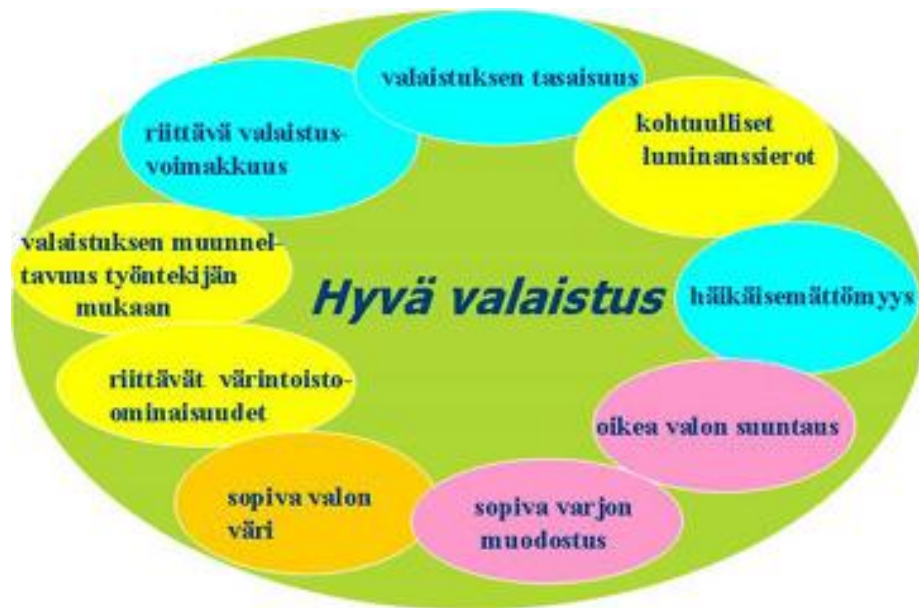 valaistuksen tasaisuus
riittävä valaistus-
voimakkuus
kohtuulliset
luminanssierot
valaistuksen muunnel-
tavuus työntekijän
mukaan
Hyvä valaistus
häikäisemättömyys
riittävät värintoisto-
ominaisuudet
oikea valon suuntaus
sopiva valon
väri
sopiva varjon
muodostus